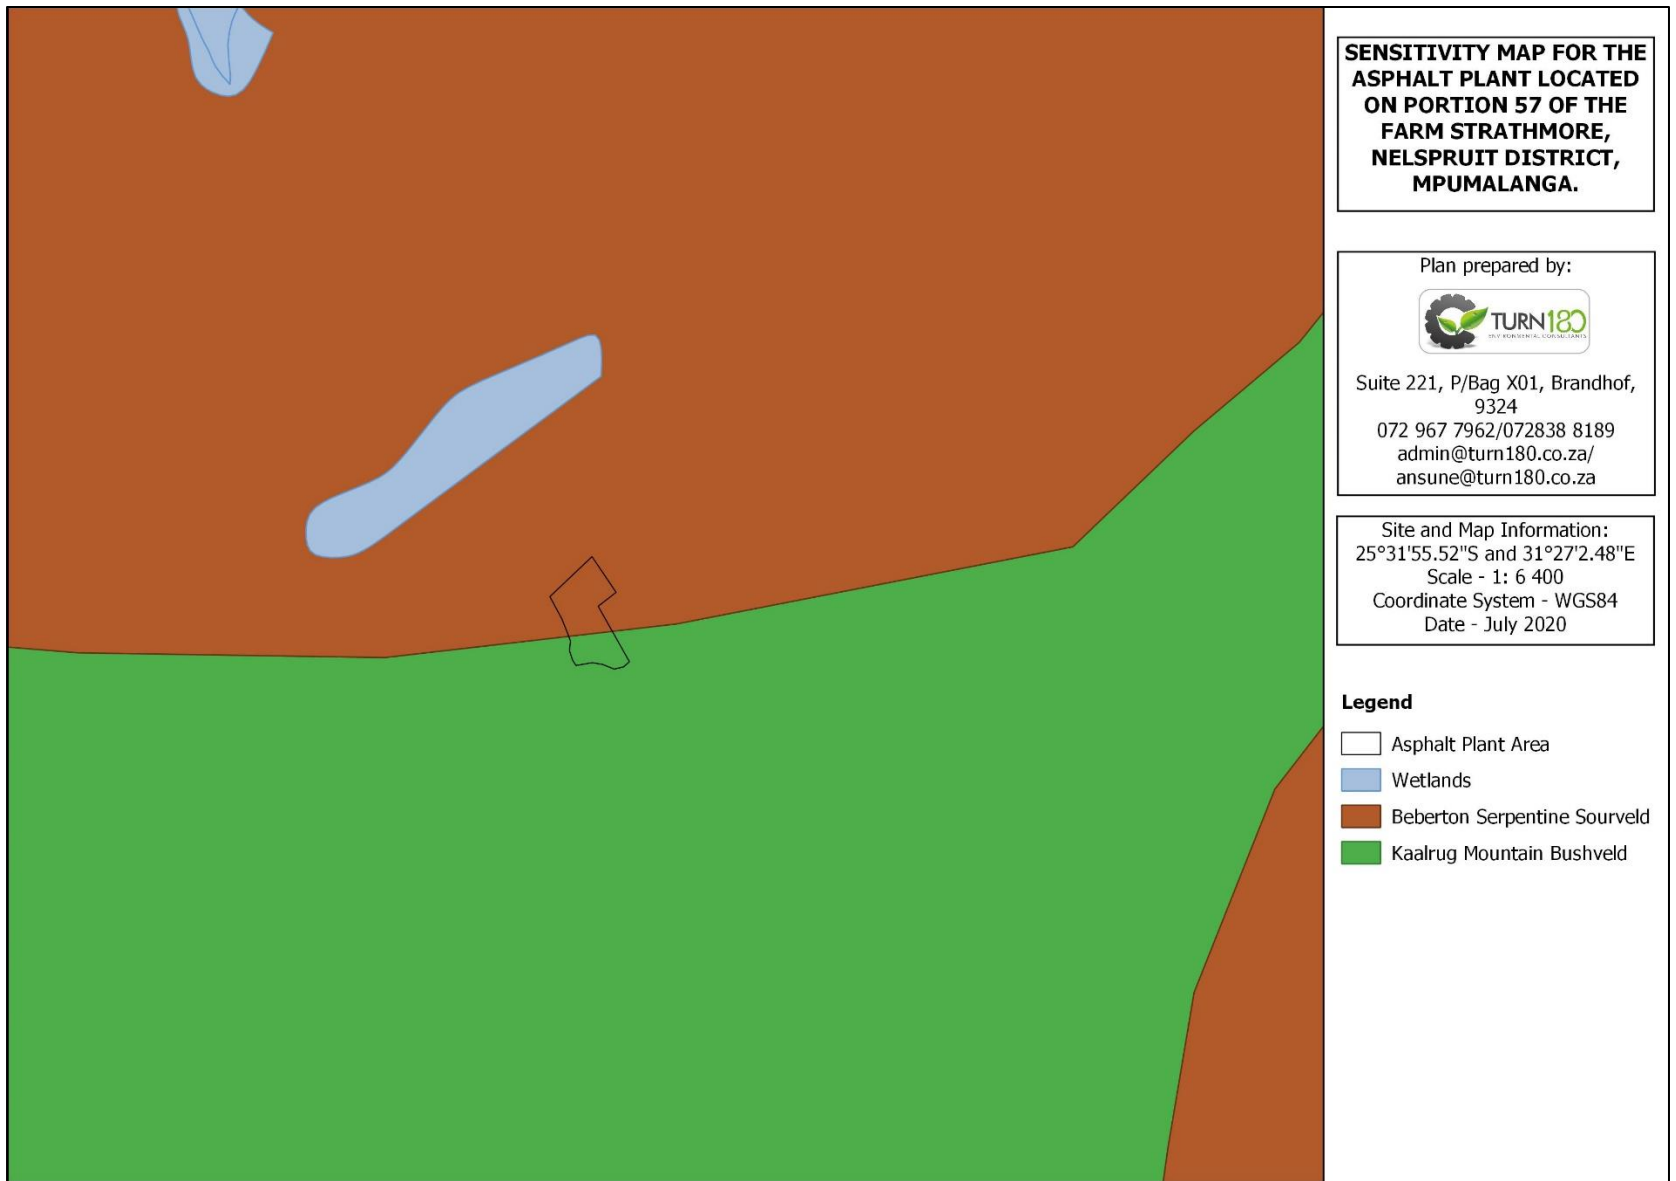 SENSITIVITY MAP FOR THE
ASPHALT PLANT LOCATED
ON PORTION 57 OF THE
FARM STRATHMORE,
NELSPRUIT DISTRICT,
MPUMALANGA.
Plan prepared by:
TURN180
ENVIRONMENTAL CONSULTANTS
Suite 221, P/Bag X01, Brandhof,
9324
072 967 7962/072838 8189
admin@turn180.co.za/
ansune@turn180.co.za
Site and Map Information:
25°31'55.52"S and 31°27'2.48"E
Scale - 1: 6 400
Coordinate System - WGS84
Date - July 2020
Legend
Asphalt Plant Area
Wetlands
Beberton Serpentine Sourveld
Kaalrug Mountain Bushveld